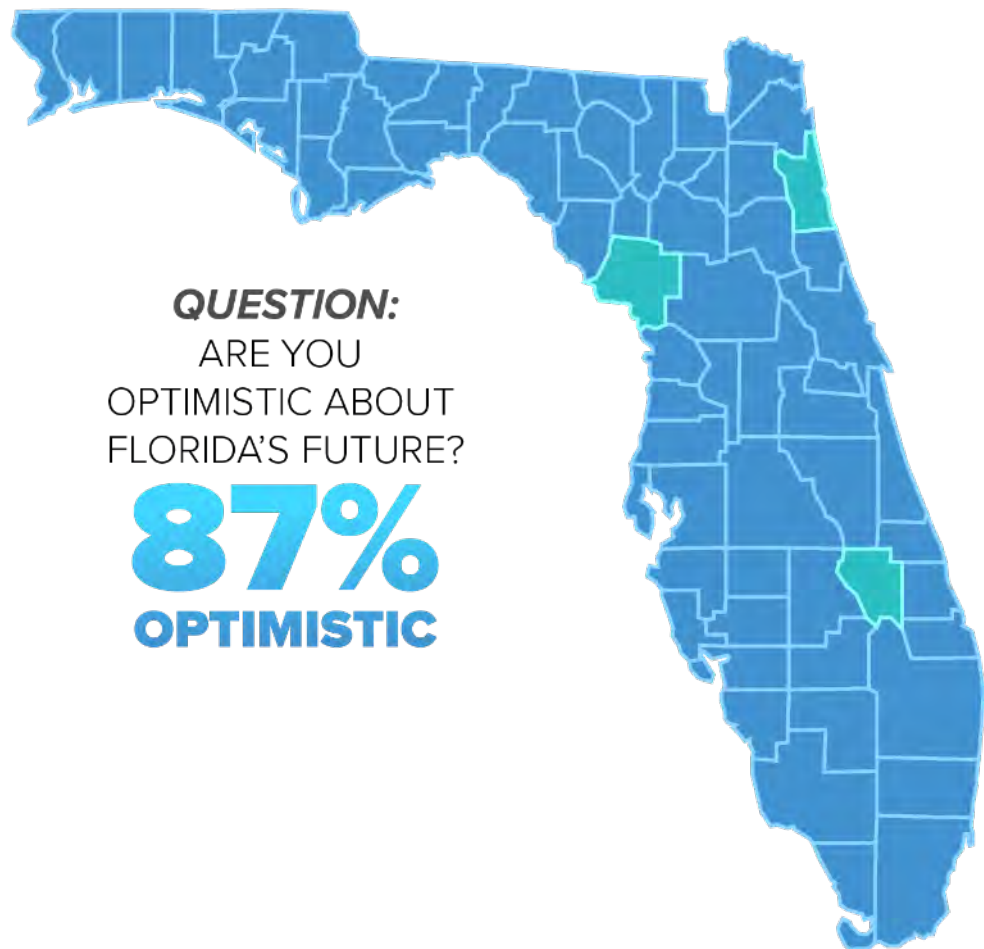 QUESTION:
ARE YOU
OPTIMISTIC ABOUT
FLORIDA'S FUTURE?
87%
OPTIMISTIC